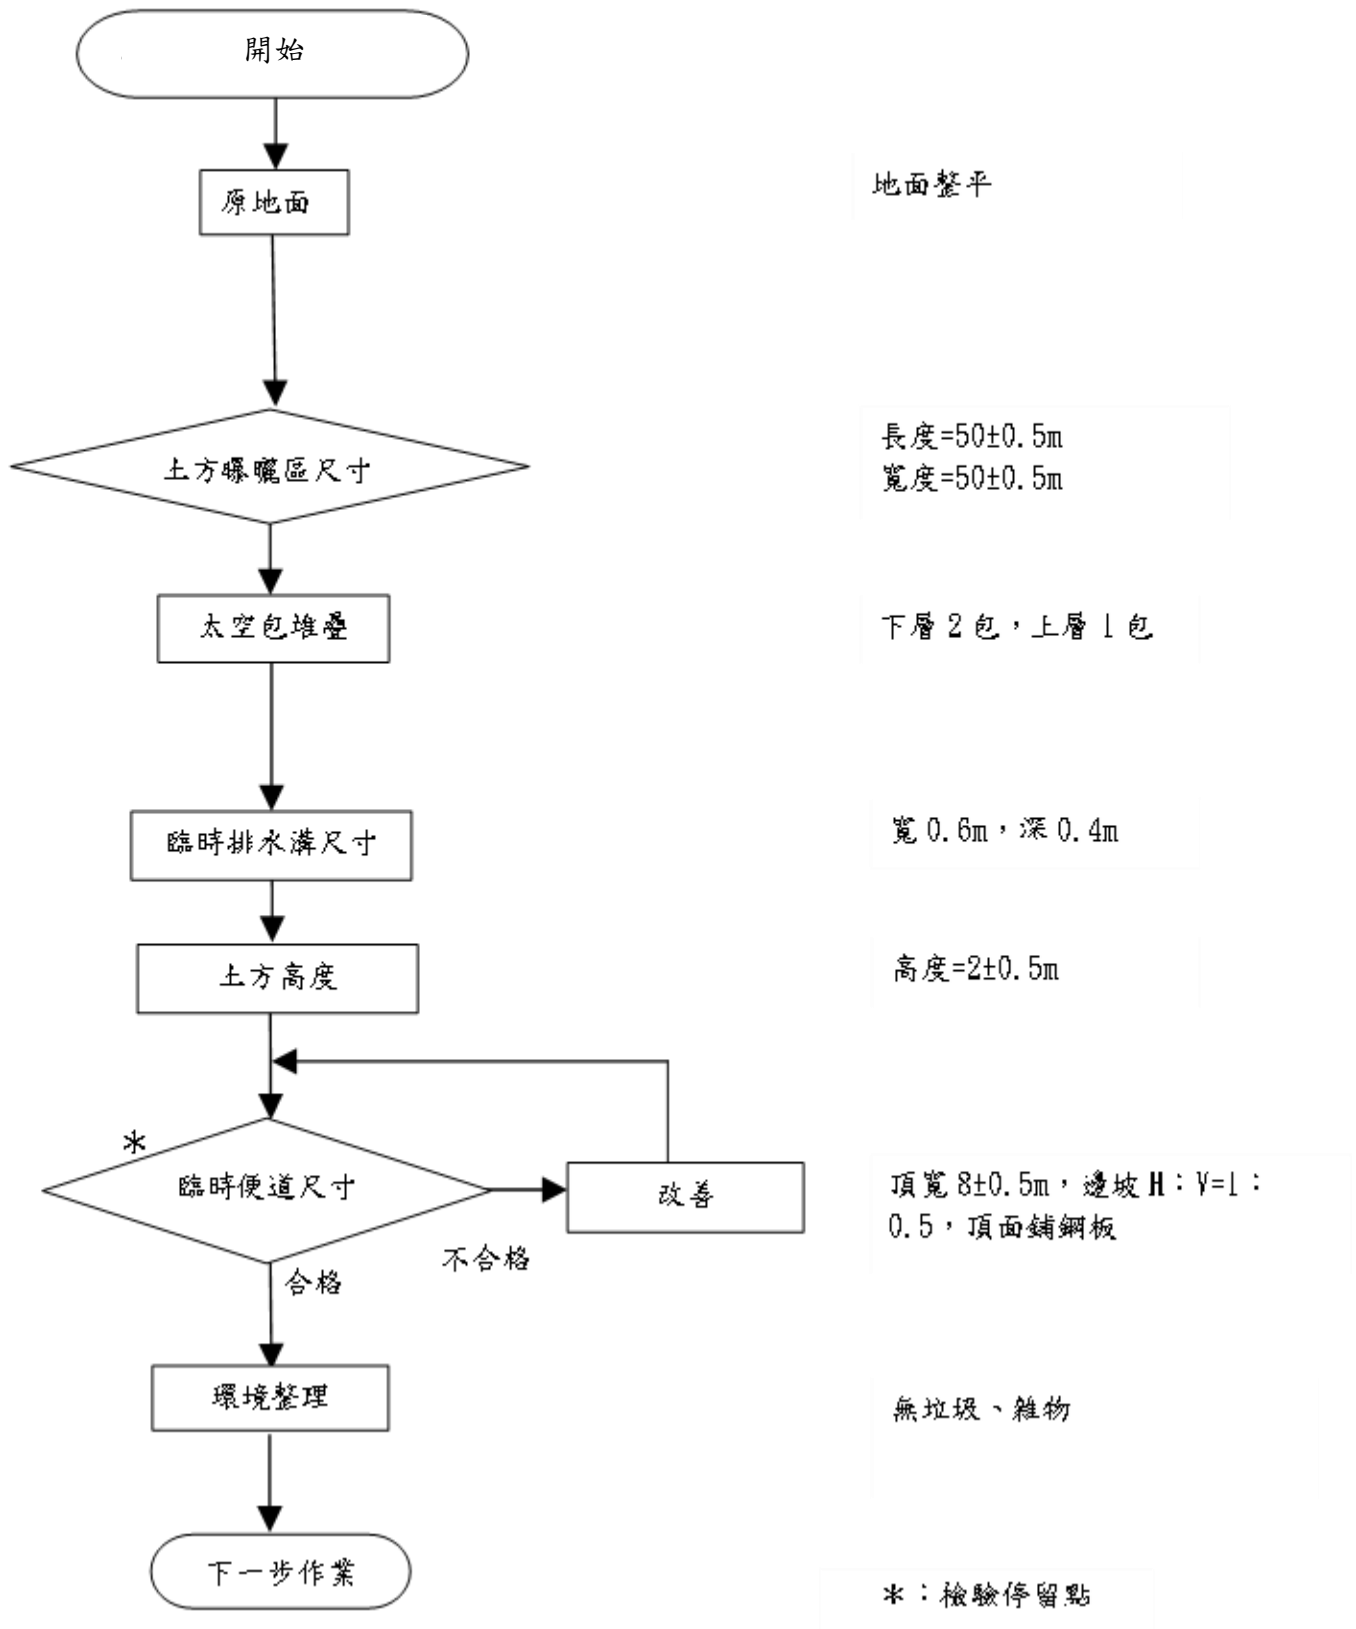 開始
原地面
地面整平
土方曝曬區尺寸
長度=50±0.5m
寬度=50±0.5m
太空包堆疊
下層2包，上層1包
臨時排水溝尺寸
寬0.6m，深0.4m
土方高度
高度=2±0.5m
*
臨時便道尺寸
改善
頂寬8±0.5m，邊坡H：V=1：
0.5，頂面鋪鋼板
不合格
合格
環境整理
無垃圾、雜物
下一步作業
*：檢驗停留點